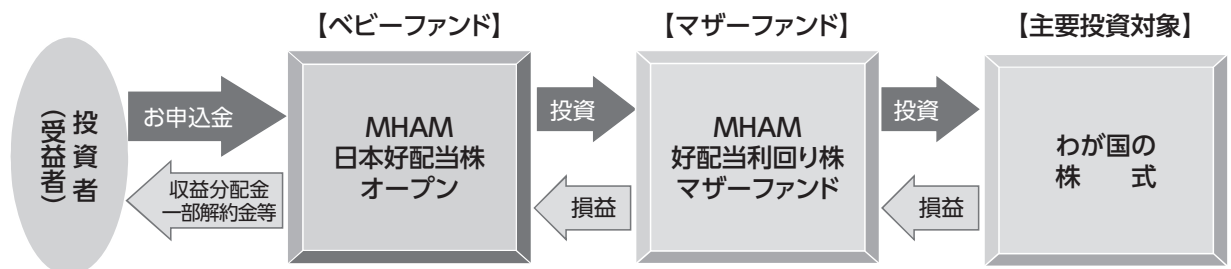 【ベビーファンド】
【マザーファンド】
【主要投資対象】
投資者
（受益者）
お申込金
収益分配金
一部解約金等
MHAM
日本好配当株
オープン
投資
損益
MHAM
好配当利回り株
マザーファンド
投資
損益
わが国の
株　式